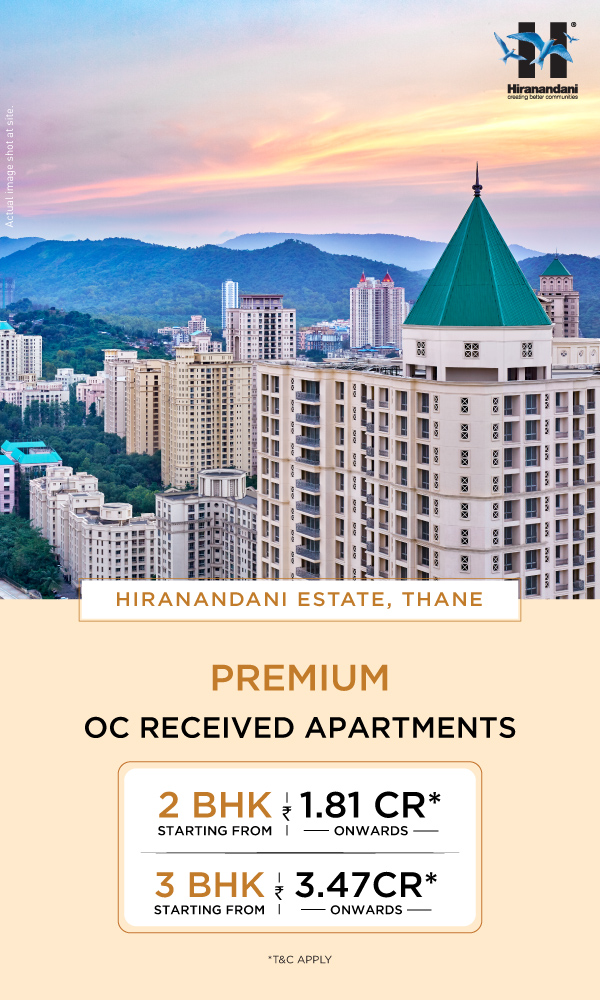 H®
Hiranandani
creating better communities
Actual image shot at site.
HIRANANDANI ESTATE, THANE
PREMIUM
OC RECEIVED APARTMENTS
2 BHK ₹ 1.81 CR*
STARTING FROM ONWARDS
3 BHK ₹ 3.47CR*
STARTING FROM ONWARDS
*T&C APPLY